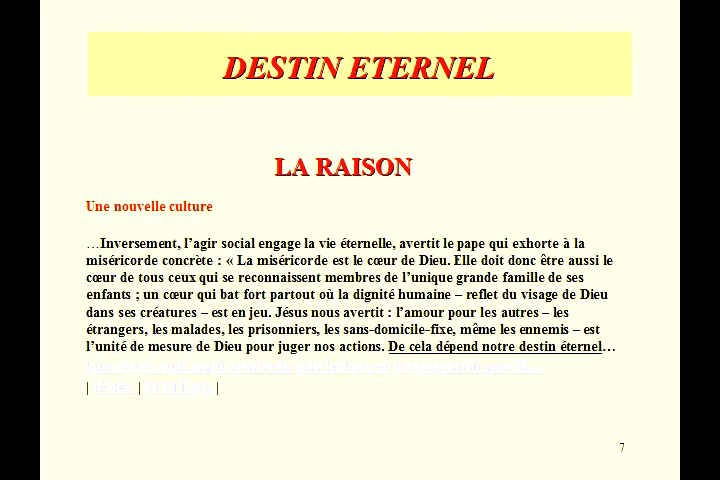 DESTIN ETERNEL
LA RAISON
Une nouvelle culture
…Inversement, l’agir social engage la vie éternelle, avertit le pape qui exhorte à la
miséricorde concrète : « La miséricorde est le cœur de Dieu. Elle doit donc être aussi le
cœur de tous ceux qui se reconnaissent membres de l’unique grande famille de ses
enfants ; un cœur qui bat fort partout où la dignité humaine – reflet du visage de Dieu
dans ses créatures – est en jeu. Jésus nous avertit : l’amour pour les autres – les
étrangers, les malades, les prisonniers, les sans-domicile-fixe, même les ennemis – est
l’unité de mesure de Dieu pour juger nos actions. De cela dépend notre destin éternel…
| | ZENIT.org |
7